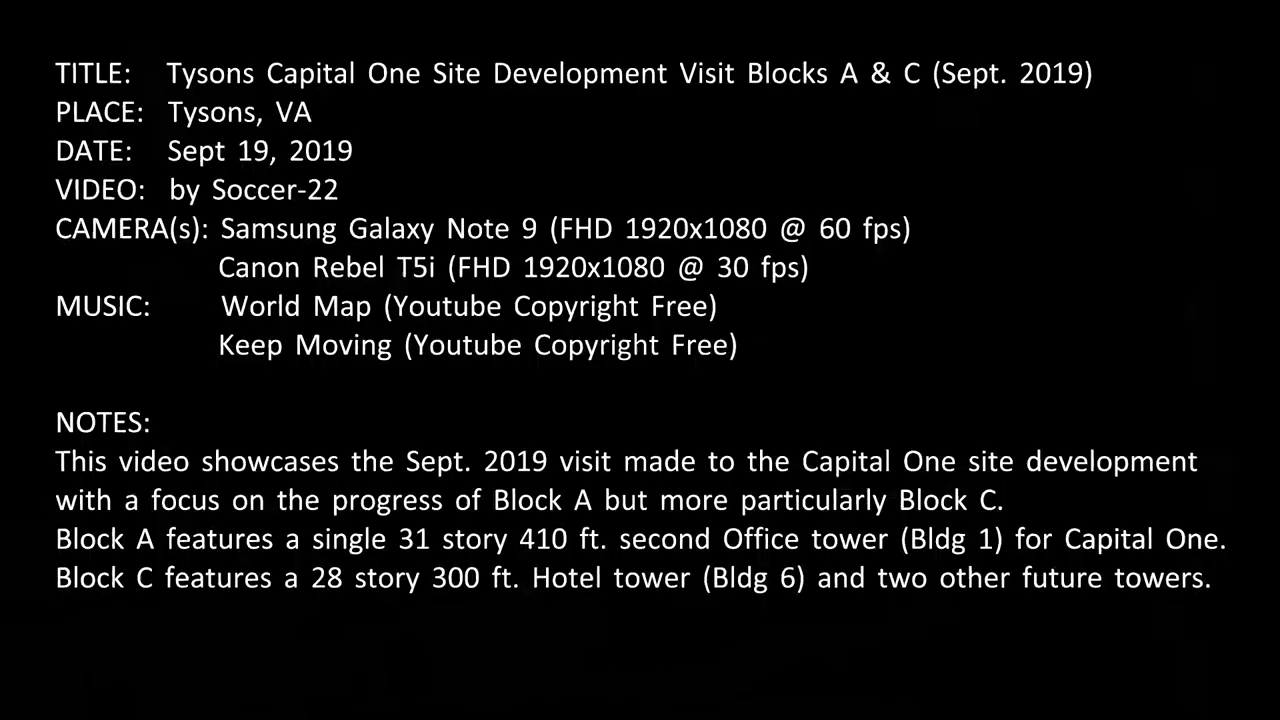 TITLE: Tysons Capital One Site Development Visit Blocks A & C (Sept. 2019)
PLACE: Tysons, VA
DATE: Sept 19, 2019
VIDEO: by Soccer-22
CAMERA(s): Samsung Galaxy Note 9 (FHD 1920x1080 @ 60 fps)
Canon Rebel T5i (FHD 1920x1080 @ 30 fps)
MUSIC: World Map (Youtube Copyright Free)
Keep Moving (Youtube Copyright Free)
NOTES:
This video showcases the Sept. 2019 visit made to the Capital One site development
with a focus on the progress of Block A but more particularly Block C.
Block A features a single 31 story 410 ft. second Office tower (Bldg 1) for Capital One.
Block C features a 28 story 300 ft. Hotel tower (Bldg 6) and two other future towers.